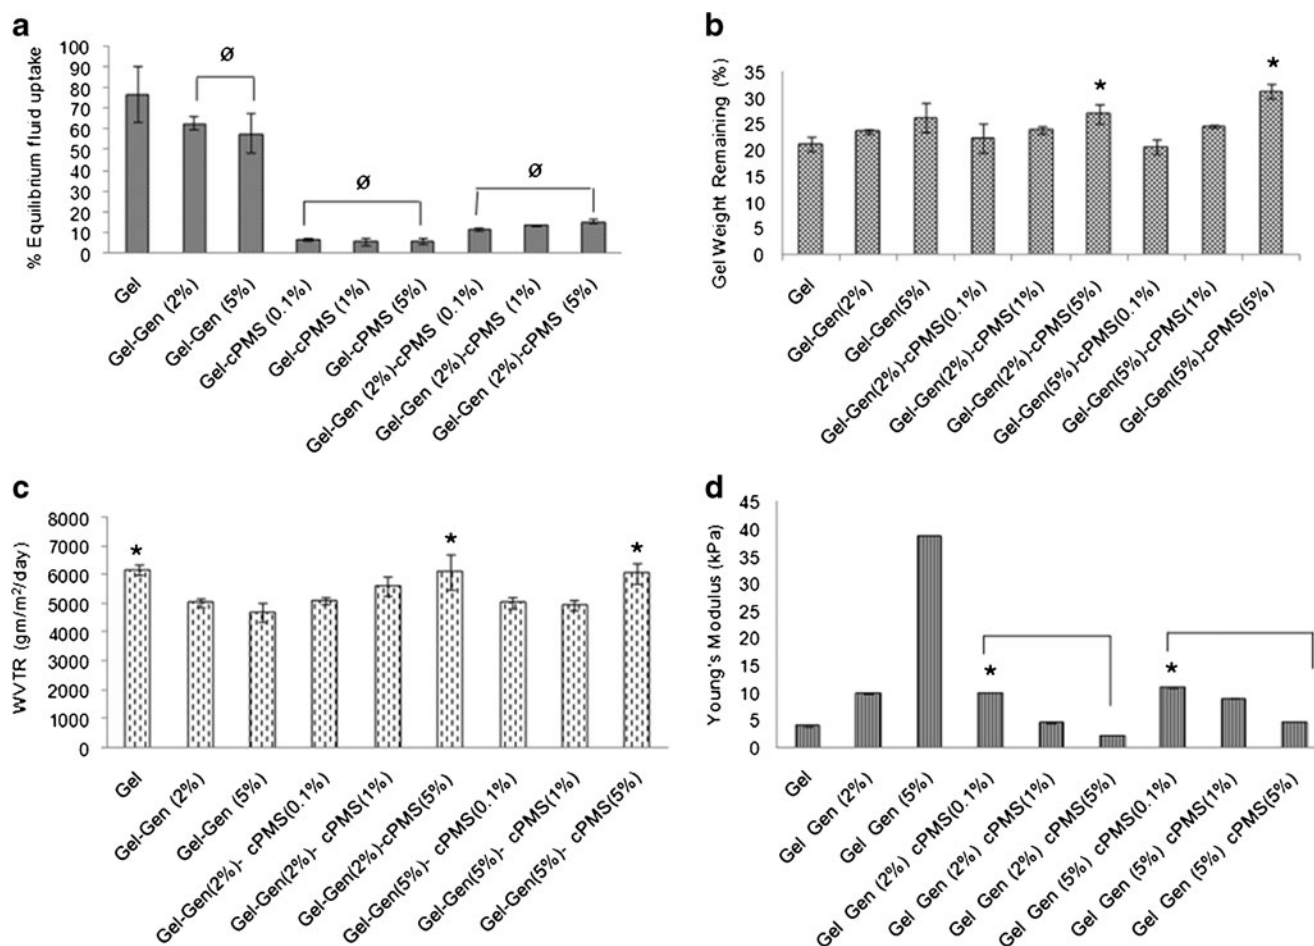 a
% Equilibrium fluid uptake
100
90
80
70
60
50
40
30
20
10
0
Ø
Ø
Ø
Gel
Gel-Gen (2%)
Gel-Gen (5%)
Gel-cPMS (0.1%)
Gel-cPMS (1%)
Gel-cPMS (5%)
Gel-Gen (2%)-cPMS (0.1%)
Gel-Gen (2%)-cPMS (1%)
Gel-Gen (2%)-cPMS (5%)
b
Gel Weight Remaining (%)
40
35
30
25
20
15
10
5
0
*
*
Gel
Gel-Gen(2%)
Gel-Gen(5%)
Gel-Gen(2%)-cPMS(0.1%)
Gel-Gen(2%)-cPMS(1%)
Gel-Gen(2%)-cPMS(5%)
Gel-Gen(5%)-cPMS(0.1%)
Gel-Gen(5%)-cPMS(1%)
Gel-Gen(5%)-cPMS(5%)
c
WVTR (gm/m²/day)
8000
7000
6000
5000
4000
3000
2000
1000
0
*
*
*
Gel
Gel-Gen (2%)
Gel-Gen (5%)
Gel-Gen(2%)- cPMS(0.1%)
Gel-Gen(2%)- cPMS(1%)
Gel-Gen(2%)-cPMS(5%)
Gel-Gen(5%)- cPMS(0.1%)
Gel-Gen(5%)- cPMS(1%)
Gel-Gen(5%)- cPMS(5%)
d
Young's Modulus (kPa)
45
40
35
30
25
20
15
10
5
0
*
*
Gel
Gel Gen (2%)
Gel Gen (5%)
Gel Gen (2%) cPMS(0.1%)
Gel Gen (2%) cPMS(1%)
Gel Gen (2%) cPMS(5%)
Gel Gen (5%) cPMS(0.1%)
Gel Gen (5%) cPMS(1%)
Gel Gen (5%) cPMS(5%)